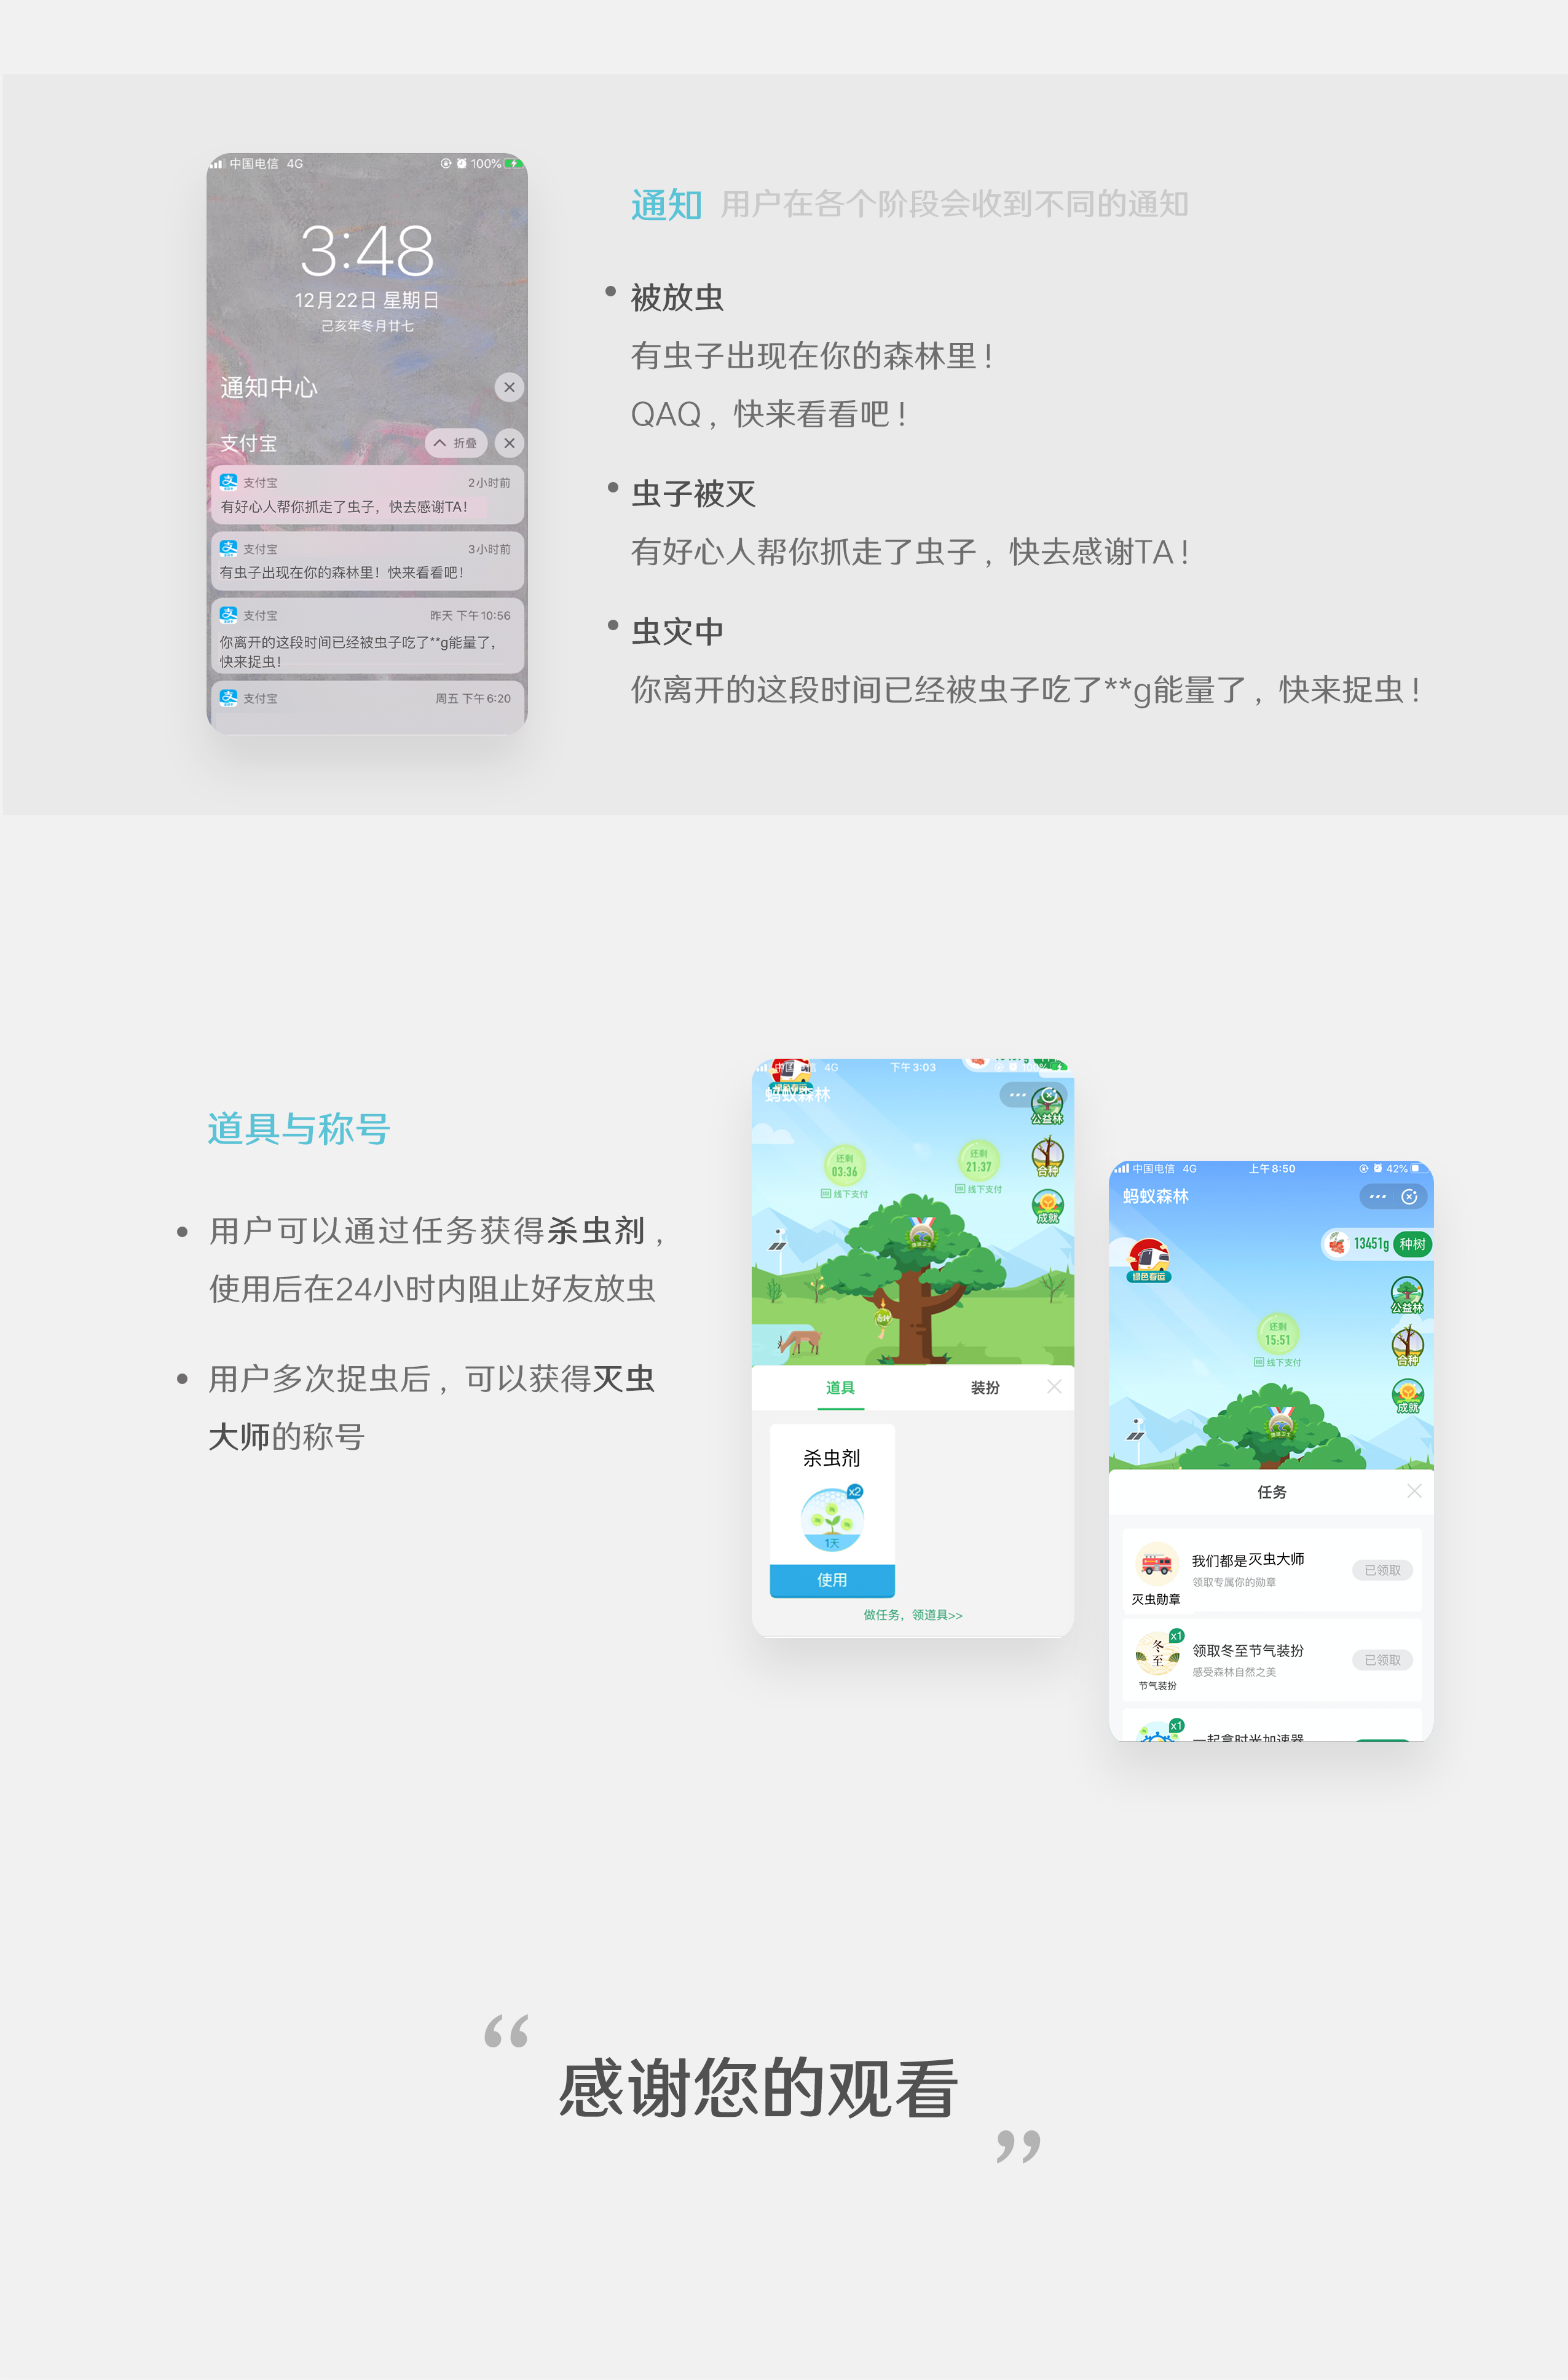 中国电信 4G
100%
3:48
12月22日 星期日
己亥年冬月廿七
通知中心
支付宝
折叠
支付宝
2小时前
有好心人帮你抓走了虫子，快去感谢TA！
支付宝
3小时前
有虫子出现在你的森林里！快来看看吧！
支付宝
昨天 下午10:56
你离开的这段时间已经被虫子吃了**g能量了，
快来捉虫！
支付宝
周五 下午6:20
通知 用户在各个阶段会收到不同的通知
被放虫
有虫子出现在你的森林里！
QAQ，快来看看吧！
虫子被灭
有好心人帮你抓走了虫子，快去感谢TA！
虫灾中
你离开的这段时间已经被虫子吃了**g能量了，快来捉虫！
道具与称号
用户可以通过任务获得杀虫剂，
使用后在24小时内阻止好友放虫
用户多次捉虫后，可以获得灭虫
大师的称号
中国电信 4G
下午3:03
100%
蚂蚁森林
公益林
还剩
03:36
线下支付
还剩
21:37
线下支付
合种
成就
道具
装扮
杀虫剂
x2
1天
使用
做任务，领道具>>
中国电信 4G
上午8:50
42%
蚂蚁森林
13451g
种树
绿色春运
公益林
还剩
15:51
线下支付
合种
成就
任务
我们都是灭虫大师
领取专属你的勋章
已领取
灭虫勋章
x1
冬至
领取冬至节气装扮
感受森林自然之美
已领取
节气装扮
x1
一起拿时光加速器
“
感谢您的观看
”